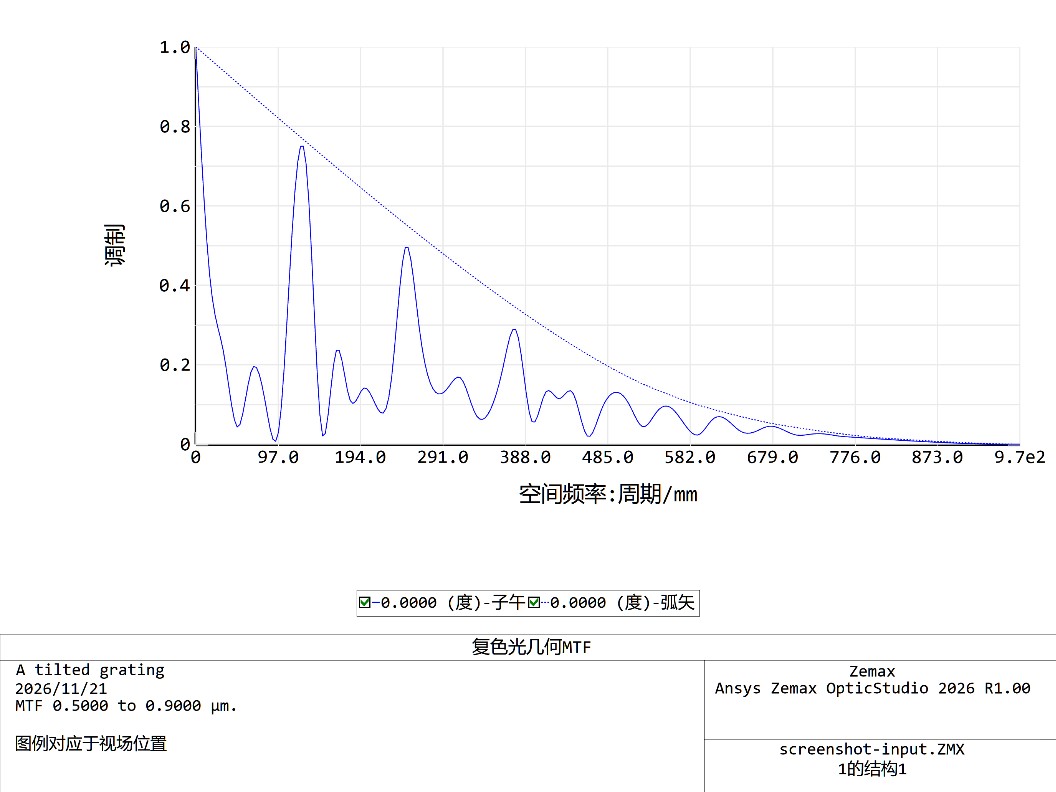 1.0
0.8
0.6
0.4
0.2
0
调制
0 97.0 194.0 291.0 388.0 485.0 582.0 679.0 776.0 873.0 9.7e2
空间频率:周期/mm
0.0000 (度)-子午 0.0000 (度)-弧矢
复色光几何MTF
A tilted grating
2026/11/21
MTF 0.5000 to 0.9000 µm.
图例对应于视场位置
Zemax
Ansys Zemax OpticStudio 2026 R1.00
screenshot-input.ZMX
1的结构1